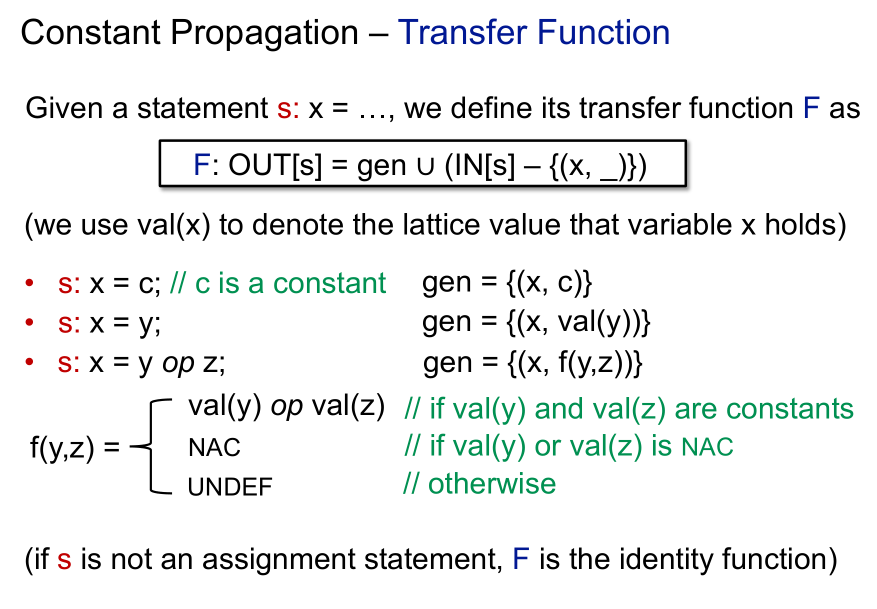 Constant Propagation – Transfer Function
Given a statement s: x = …, we define its transfer function F as
F: OUT[s] = gen ∪ (IN[s] – {(x, _)})
(we use val(x) to denote the lattice value that variable x holds)
• s: x = c; // c is a constant gen = {(x, c)}
• s: x = y; gen = {(x, val(y))}
• s: x = y op z; gen = {(x, f(y,z))}
f(y,z) =
val(y) op val(z) // if val(y) and val(z) are constants
NAC // if val(y) or val(z) is NAC
UNDEF // otherwise
(if s is not an assignment statement, F is the identity function)